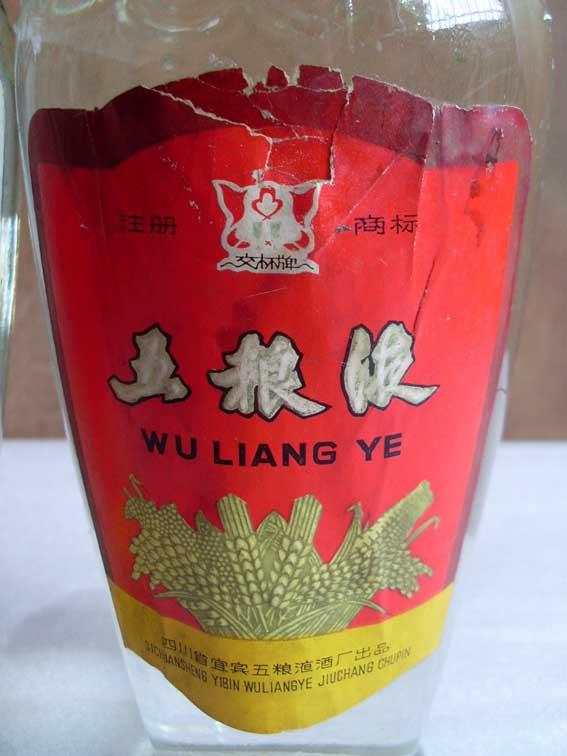 注册 商标
交杯牌
五粮液
WU LIANG YE
四川省宜宾五粮液酒厂出品
SICHUANSHENG YIBIN WULIANGYE JIUCHANG CHUPIN